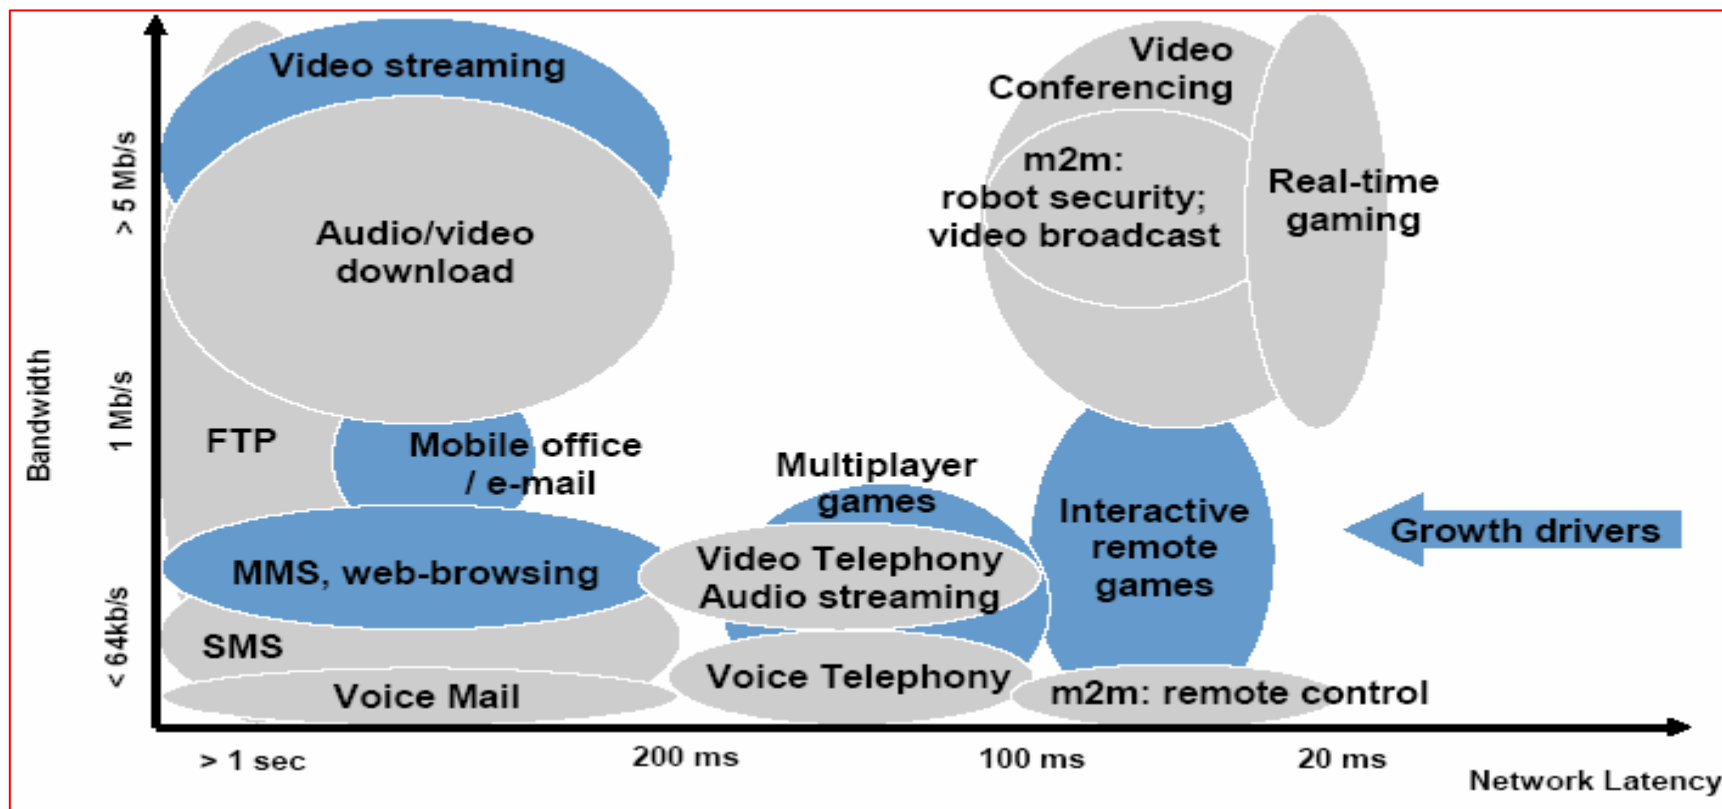 Video streaming
Video
Conferencing
m2m:
robot security;
video broadcast
Real-time
gaming
Audio/video
download
> 5 Mb/s
1 Mb/s
< 64kb/s
Bandwidth
FTP
Mobile office
/ e-mail
Multiplayer
games
Interactive
remote
games
Growth drivers
MMS, web-browsing
Video Telephony
Audio streaming
SMS
Voice Telephony
Voice Mail
m2m: remote control
> 1 sec
200 ms
100 ms
20 ms
Network Latency